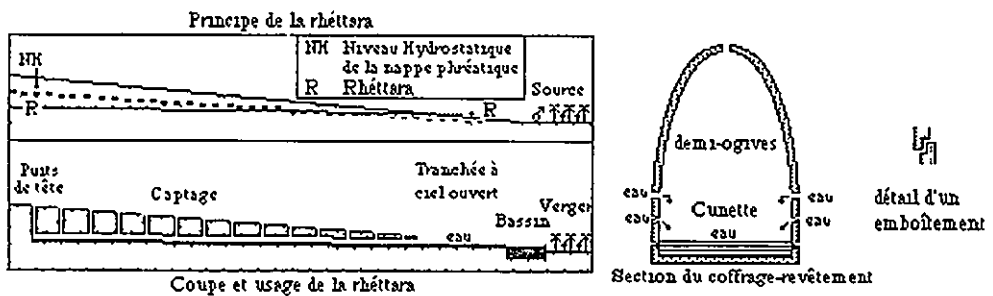 Principe de la rhéttara
NH
NH Niveau Hydrostatique
de la nappe phréatique
R Rhéttara
Source
R
R
Puits
de tête
Captage
Tranchée à
ciel ouvert
Bassin
Verger
eau
Coupe et usage de la rhéttara
demi-ogives
eau
eau
Cunette
eau
eau
eau
Section du coffrage-revêtement
détail d'un
emboîtement